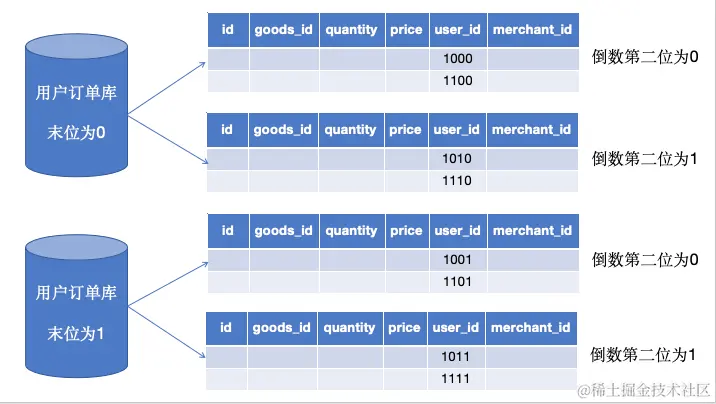 id goods_id quantity price user_id merchant_id
1000
1100
倒数第二位为0
用户订单库
末位为0
id goods_id quantity price user_id merchant_id
1010
1110
倒数第二位为1
id goods_id quantity price user_id merchant_id
1001
1101
倒数第二位为0
用户订单库
末位为1
id goods_id quantity price user_id merchant_id
1011
1111
倒数第二位为1
@稀土掘金技术社区